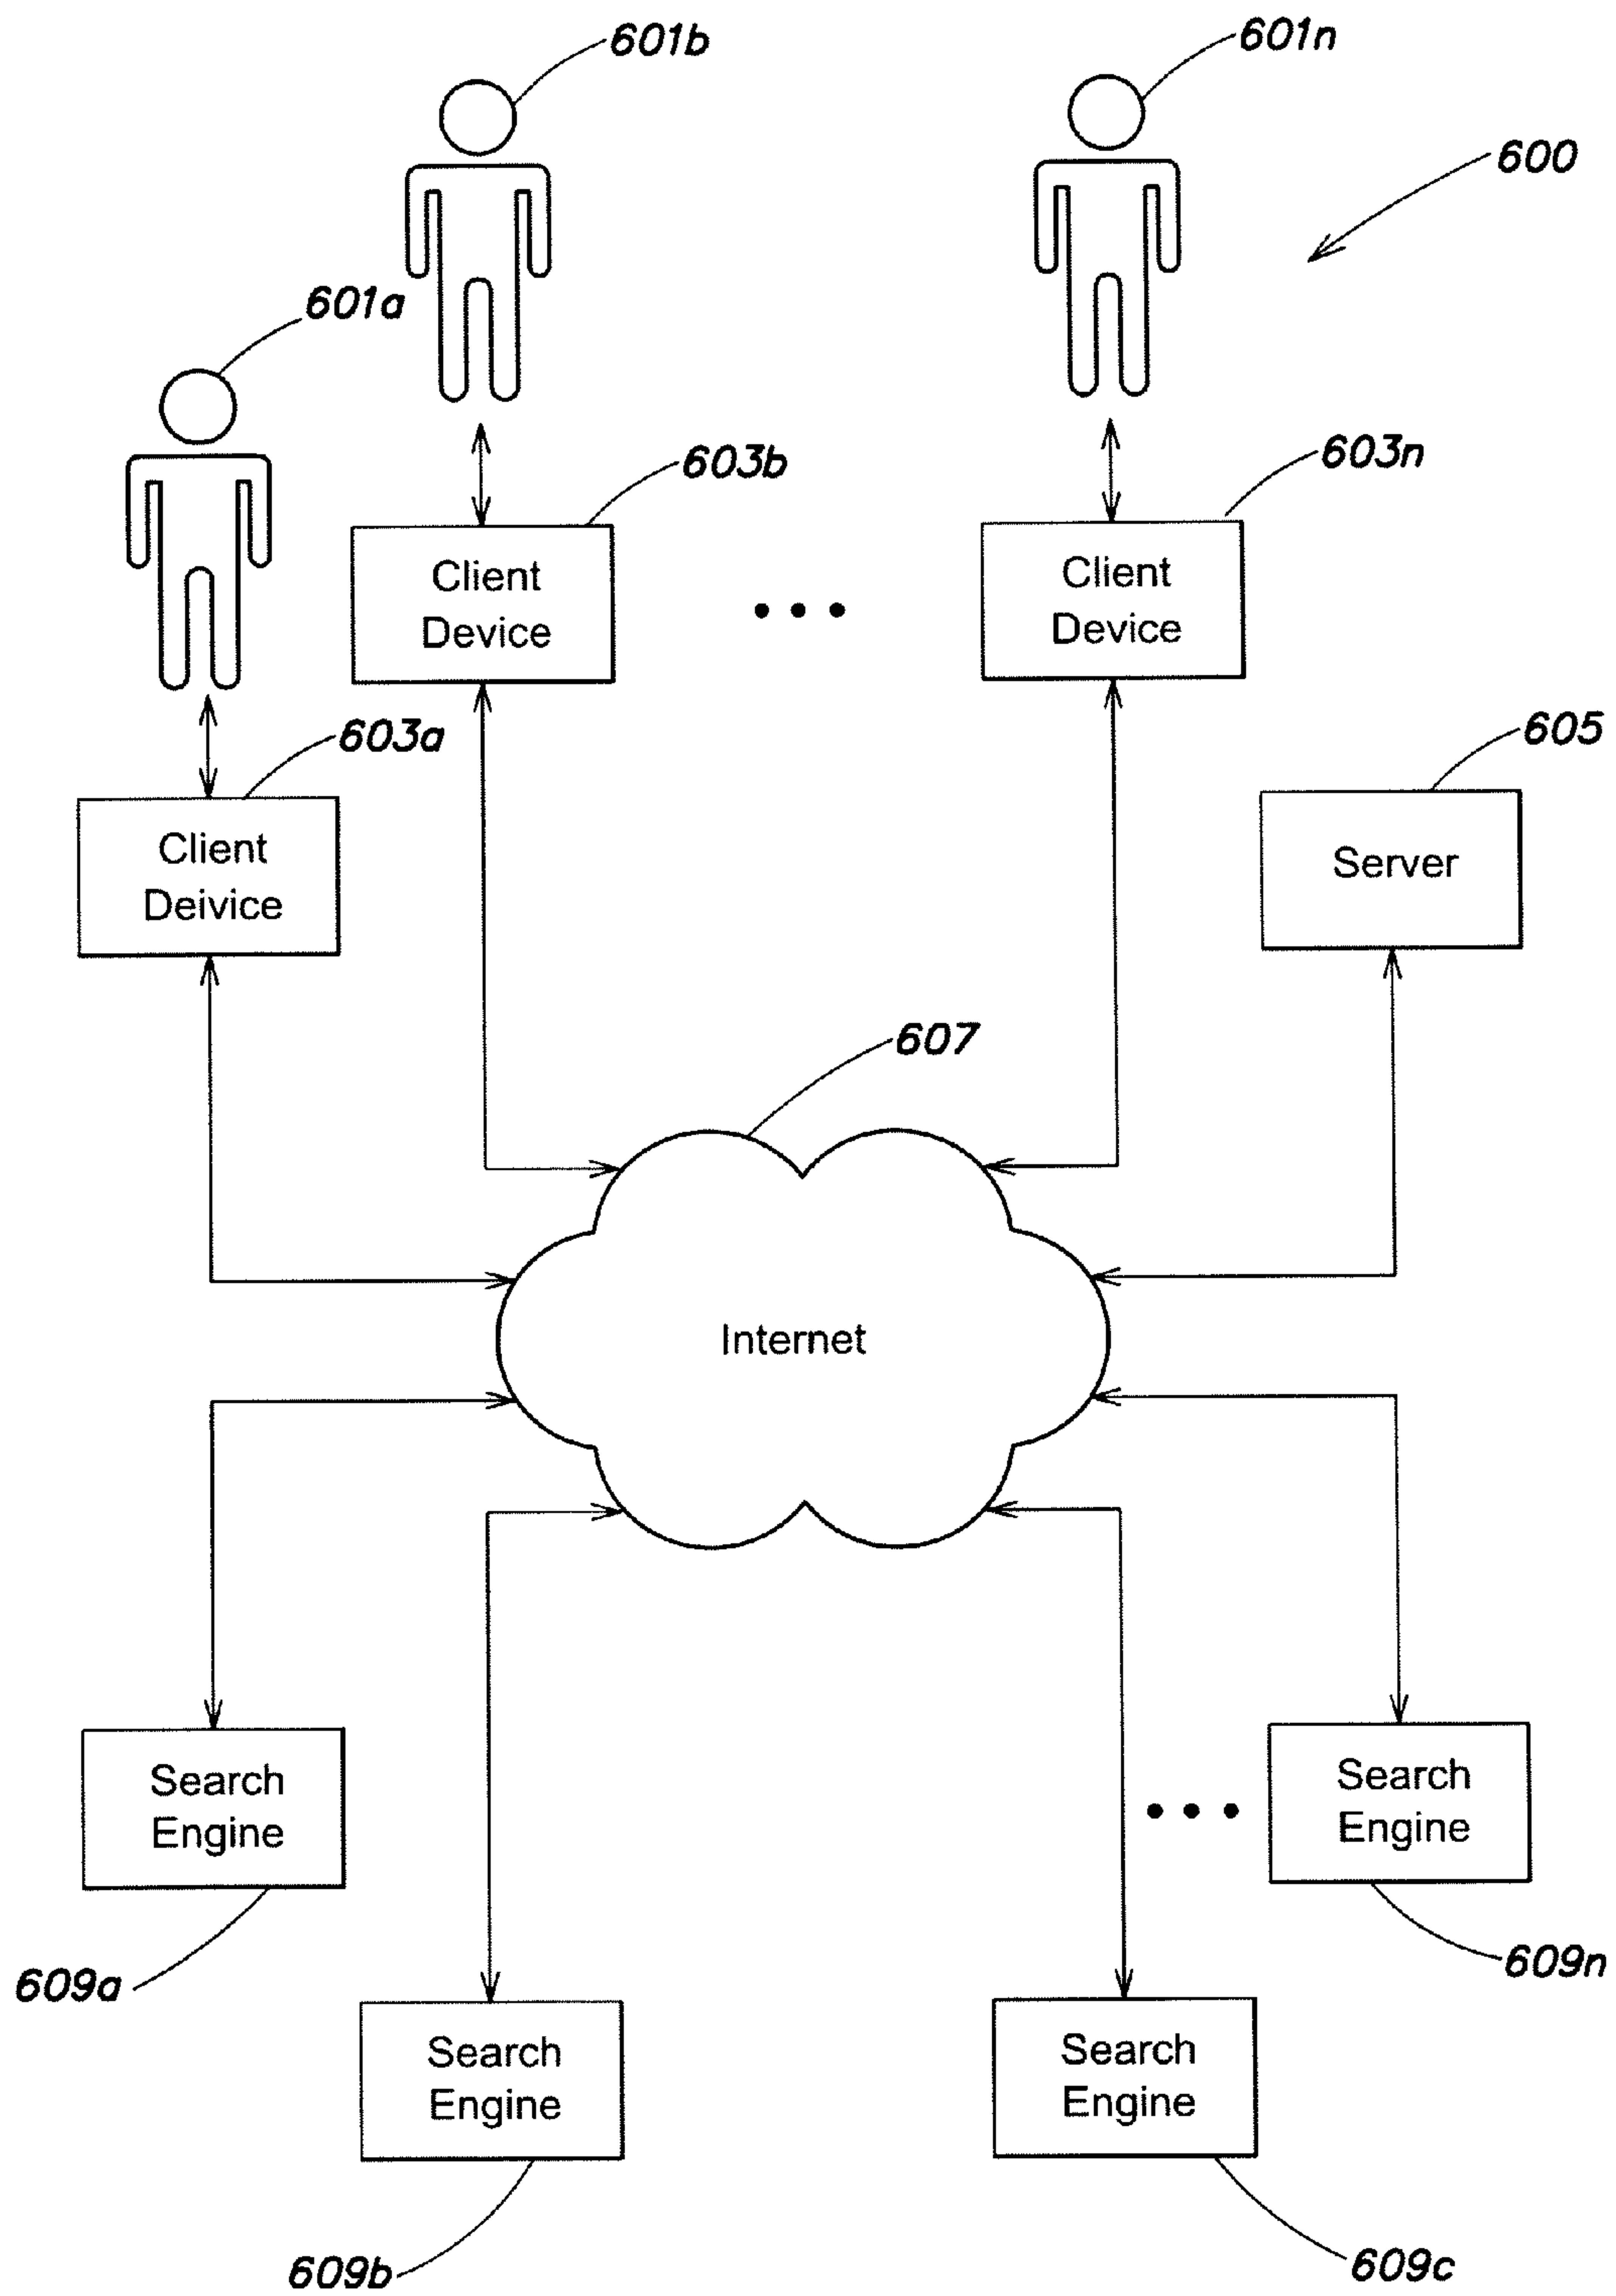 601b
601n
600
601a
603b
603n
Client
Device
• • •
Client
Device
603a
605
Client
Deivice
Server
607
Internet
Search
Engine
• • •
Search
Engine
609a
609n
Search
Engine
Search
Engine
609b
609c